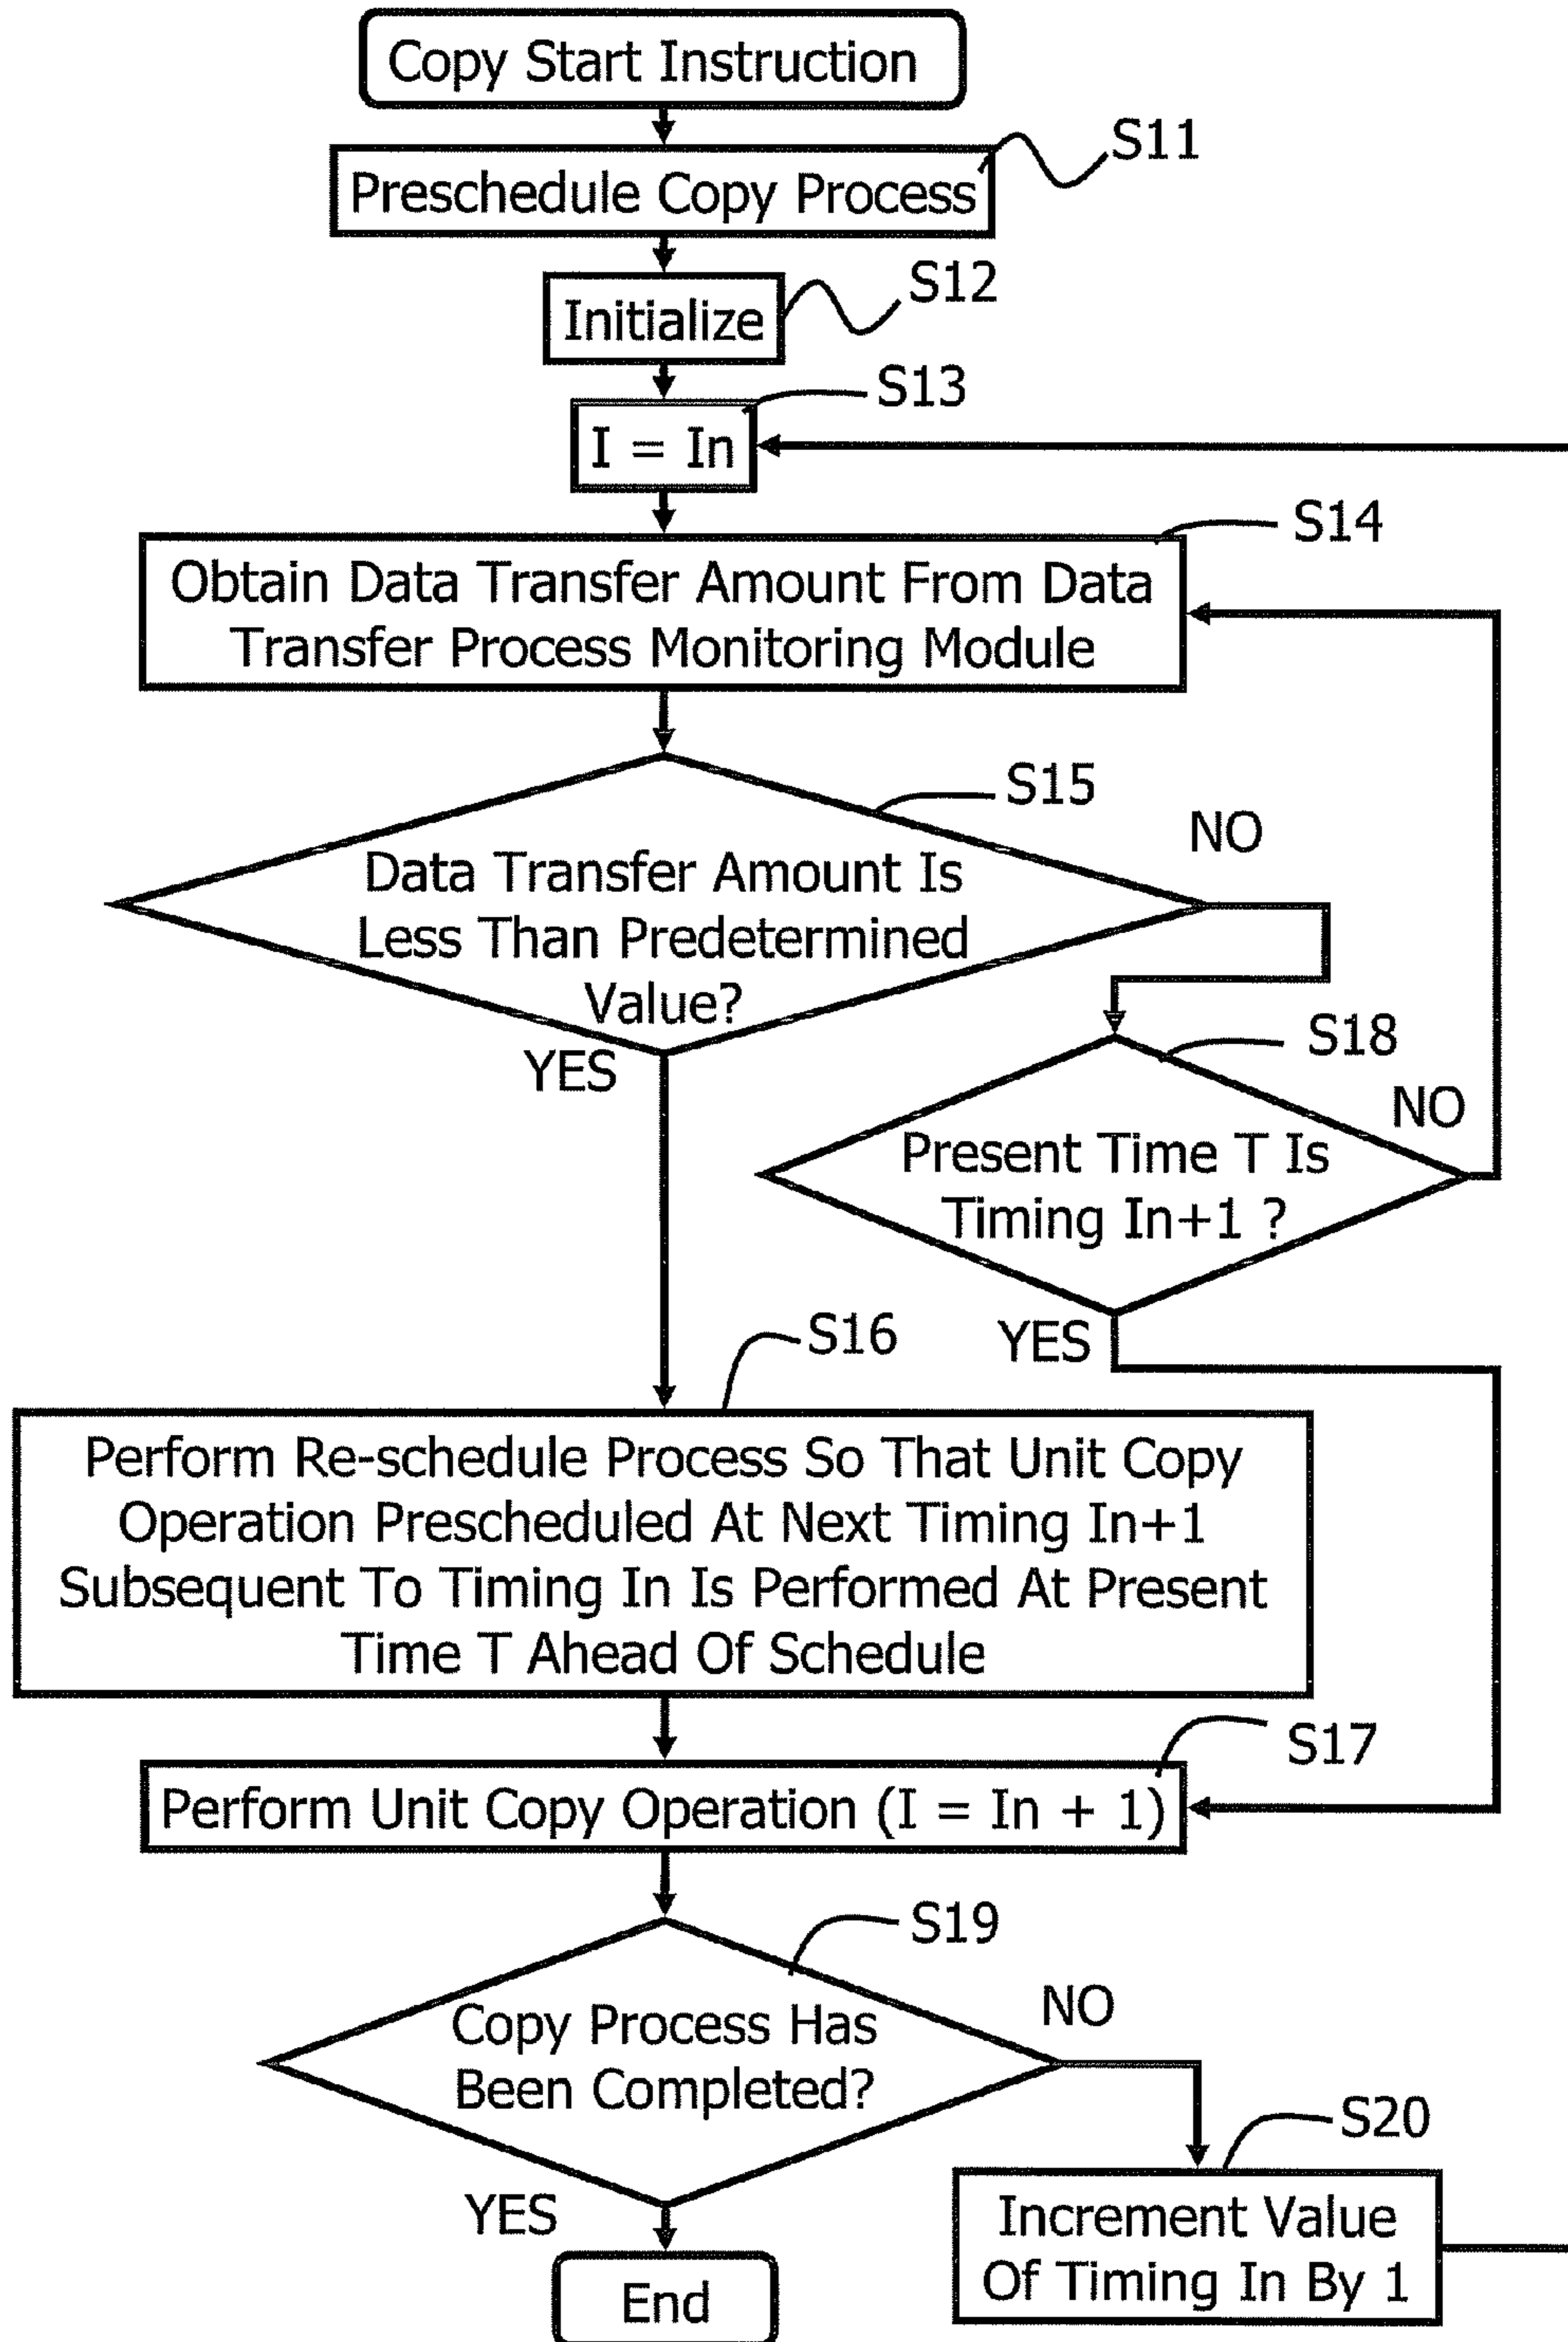 Copy Start Instruction
S11
Preschedule Copy Process
S12
Initialize
S13
I = In
S14
Obtain Data Transfer Amount From Data
Transfer Process Monitoring Module
S15
NO
Data Transfer Amount Is
Less Than Predetermined
Value?
YES
S18
NO
Present Time T Is
Timing In+1 ?
YES
S16
Perform Re-schedule Process So That Unit Copy
Operation Prescheduled At Next Timing In+1
Subsequent To Timing In Is Performed At Present
Time T Ahead Of Schedule
S17
Perform Unit Copy Operation (I = In + 1)
S19
NO
Copy Process Has
Been Completed?
S20
YES
Increment Value
Of Timing In By 1
End